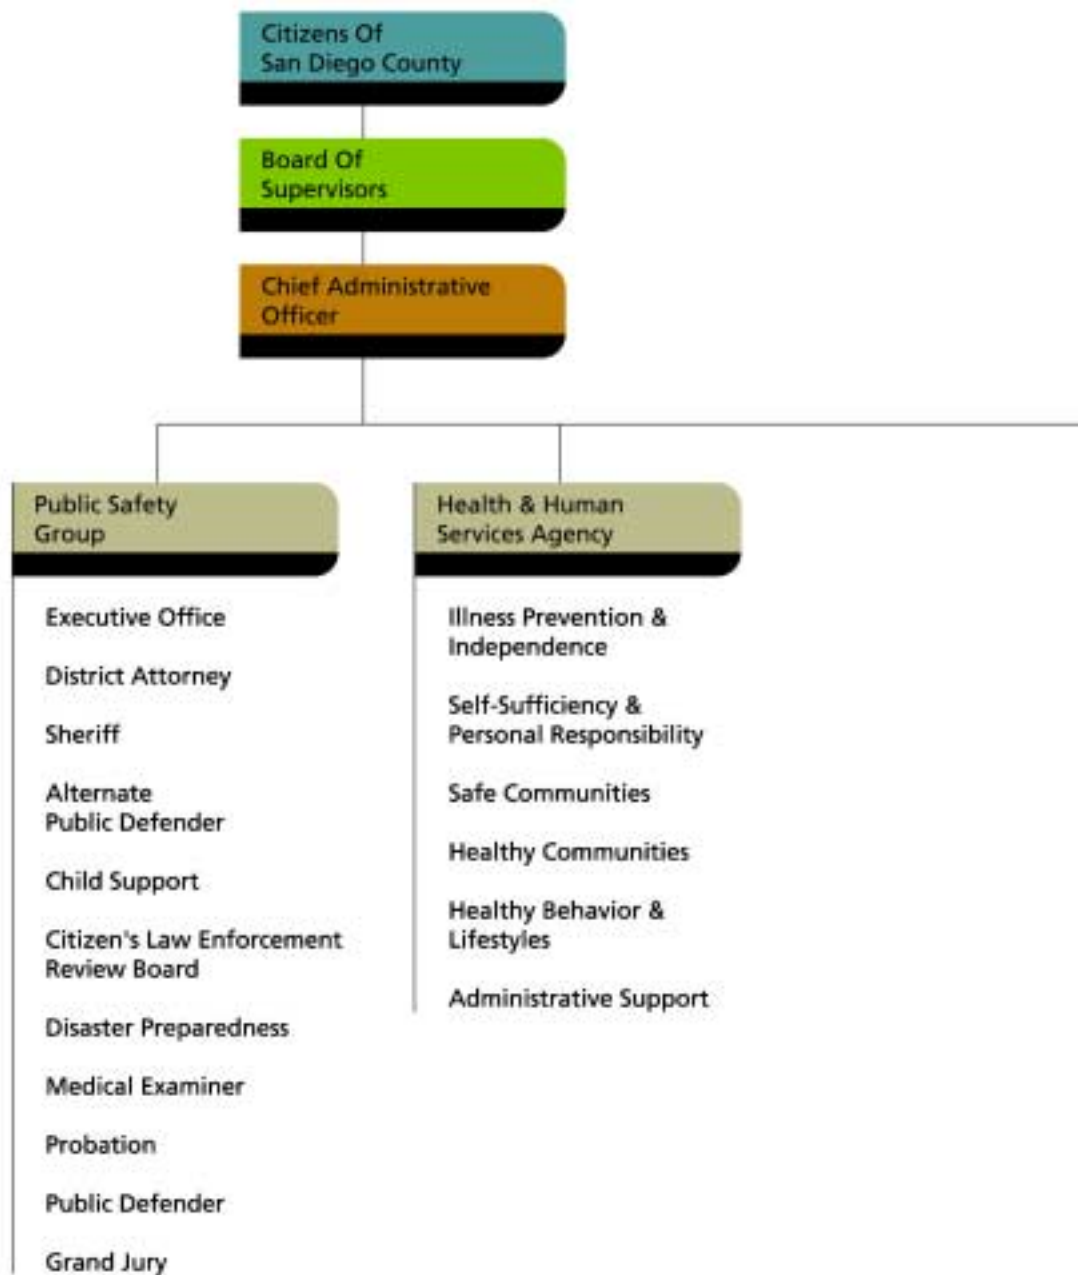 Citizens Of
San Diego County
Board Of
Supervisors
Chief Administrative
Officer
Public Safety
Group
Executive Office
District Attorney
Sheriff
Alternate
Public Defender
Child Support
Citizen's Law Enforcement
Review Board
Disaster Preparedness
Medical Examiner
Probation
Public Defender
Grand Jury
Health & Human
Services Agency
Illness Prevention &
Independence
Self-Sufficiency &
Personal Responsibility
Safe Communities
Healthy Communities
Healthy Behavior &
Lifestyles
Administrative Support